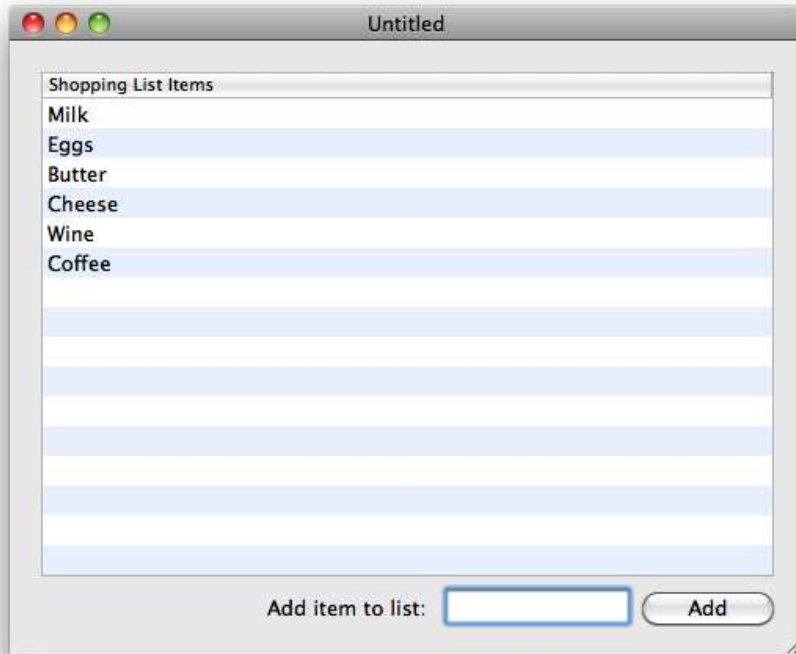 Untitled
Shopping List Items
Milk
Eggs
Butter
Cheese
Wine
Coffee
Add item to list: Add